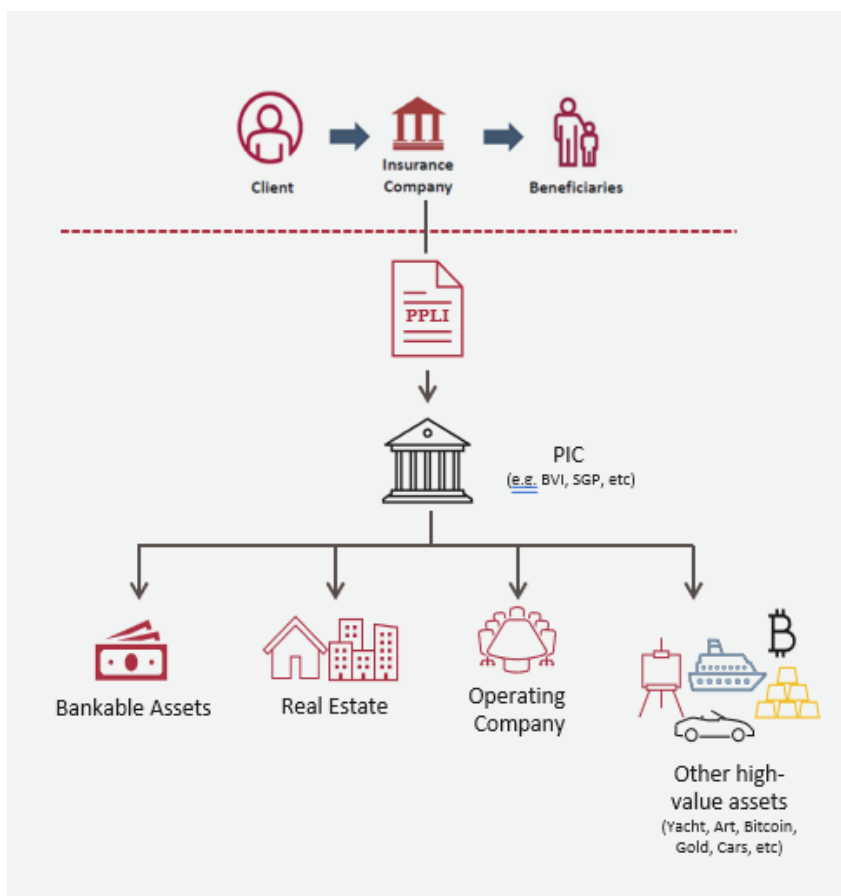 Client
Insurance
Company
Beneficiaries
PPLI
PIC
(e.g. BVI, SGP, etc)
Bankable Assets
Real Estate
Operating
Company
Other high-
value assets
(Yacht, Art, Bitcoin,
Gold, Cars, etc)